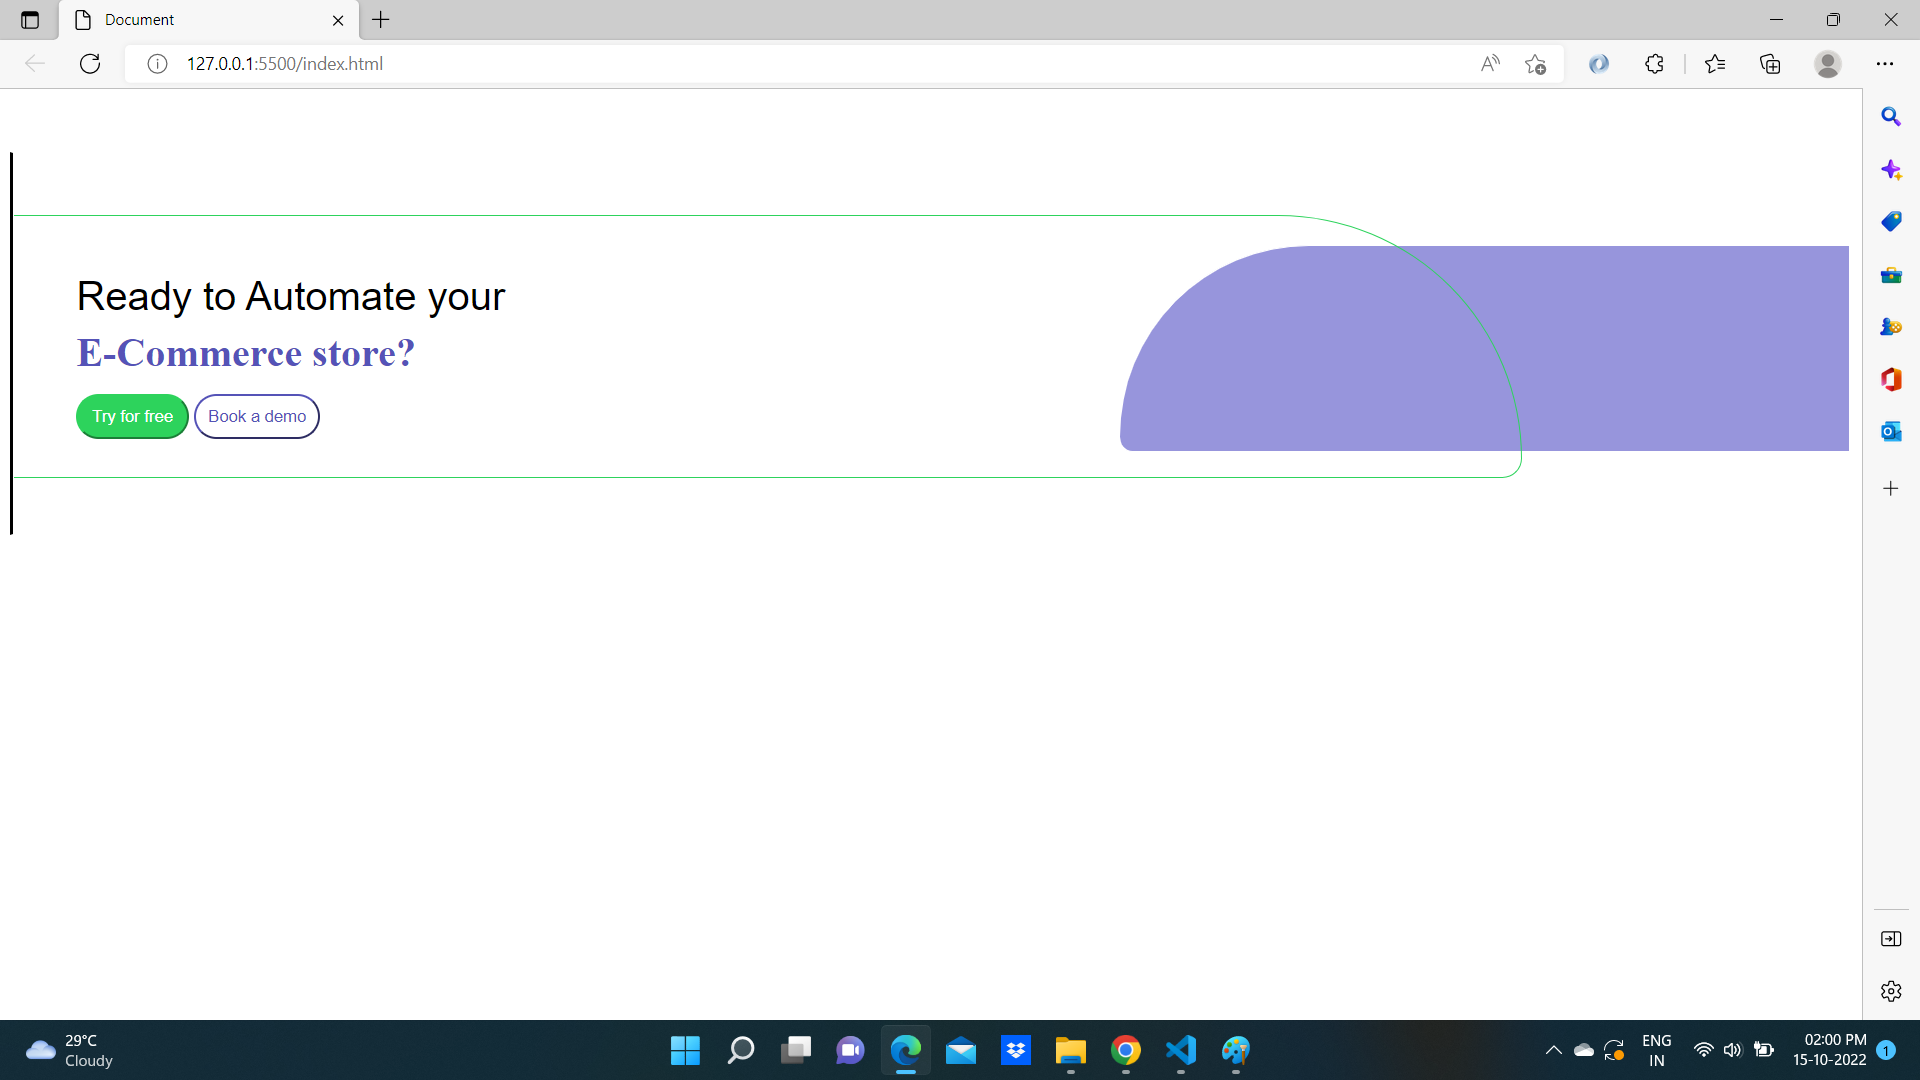 Document
127.0.0.1:5500/index.html
Ready to Automate your
E-Commerce store?
Try for free
Book a demo
29°C
Cloudy
ENG
IN
02:00 PM
15-10-2022
1